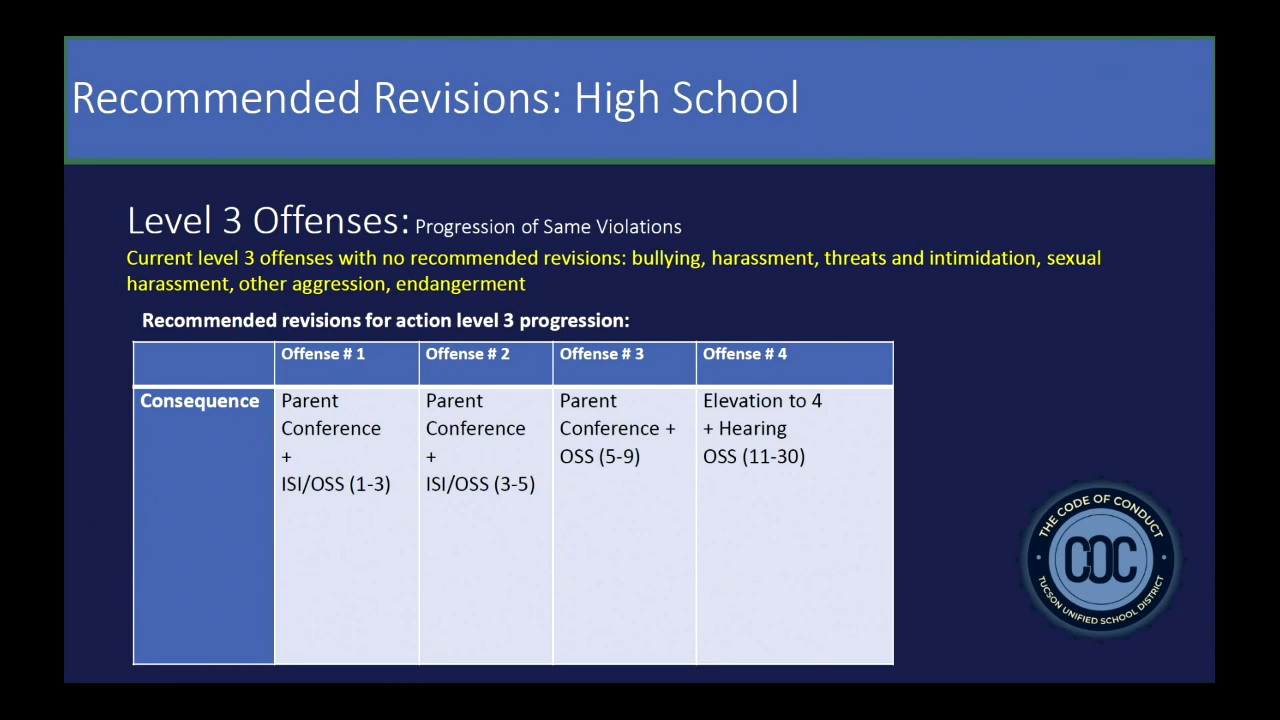 Recommended Revisions: High School
Level 3 Offenses: Progression of Same Violations
Current level 3 offenses with no recommended revisions: bullying, harassment, threats and intimidation, sexual
harassment, other aggression, endangerment
Recommended revisions for action level 3 progression:
Offense # 1 Offense # 2 Offense # 3 Offense # 4
Consequence
Parent
Conference
+
ISI/OSS (1-3)
Parent
Conference
+
ISI/OSS (3-5)
Parent
Conference +
OSS (5-9)
Elevation to 4
+ Hearing
OSS (11-30)
THE CODE OF CONDUCT
COC
TUCSON UNIFIED SCHOOL DISTRICT